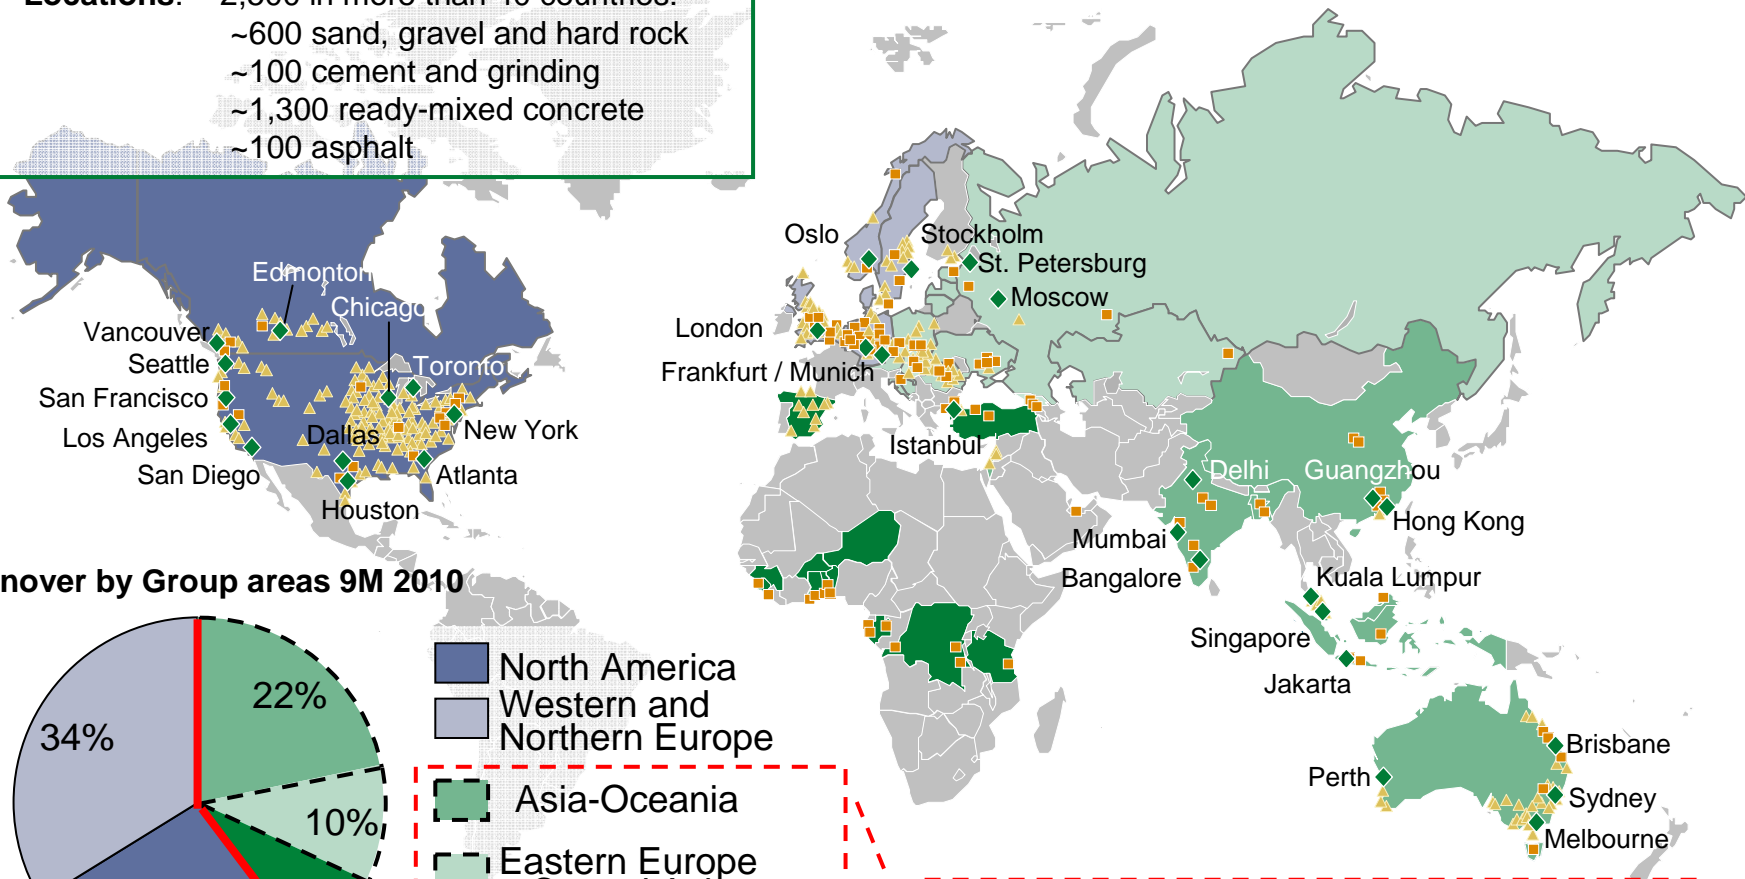 ~600 sand, gravel and hard rock
~100 cement and grinding
~1,300 ready-mixed concrete
~100 asphalt
Oslo
Stockholm
St. Petersburg
Moscow
Edmonton
Chicago
Vancouver
London
Seattle
Toronto
Frankfurt / Munich
San Francisco
Los Angeles
Dallas
New York
Istanbul
San Diego
Atlanta
Delhi
Guangzhou
Houston
Hong Kong
Mumbai
Bangalore
Kuala Lumpur
nover by Group areas 9M 2010
Singapore
Jakarta
North America
Western and
Northern Europe
22%
34%
10%
Asia-Oceania
Eastern Europe
Brisbane
Perth
Sydney
Melbourne